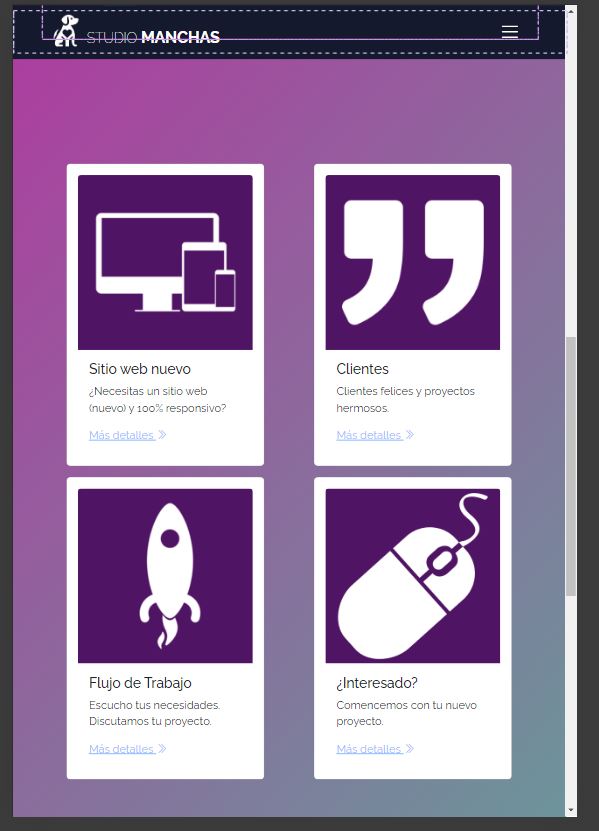 STUDIO MANCHAS
Sitio web nuevo
¿Necesitas un sitio web
(nuevo) y 100% responsivo?
Más detalles
Clientes
Clientes felices y proyectos
hermosos.
Más detalles
Flujo de Trabajo
Escucho tus necesidades.
Discutamos tu proyecto.
Más detalles
¿Interesado?
Comencemos con tu nuevo
proyecto.
Más detalles